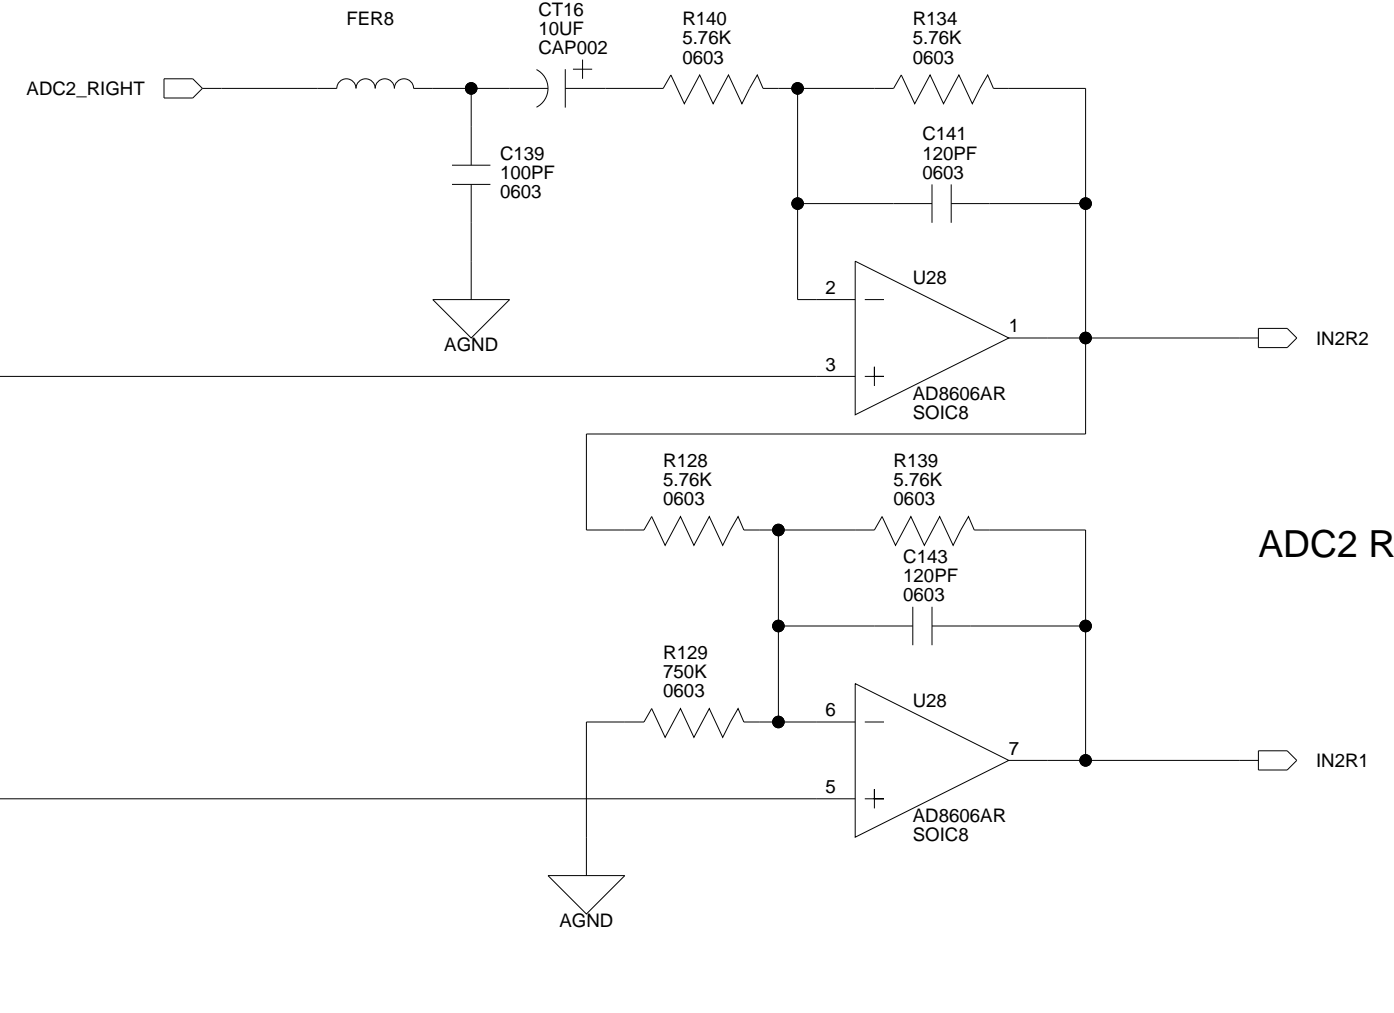 FER8
CT16
10UF
CAP002
+
R140
5.76K
0603
R134
5.76K
0603
ADC2_RIGHT
C139
100PF
0603
C141
120PF
0603
AGND
U28
2
−
1
3
+
AD8606AR
SOIC8
IN2R2
R128
5.76K
0603
R139
5.76K
0603
C143
120PF
0603
ADC2 R
R129
750K
0603
U28
6
−
7
5
+
AD8606AR
SOIC8
IN2R1
AGND